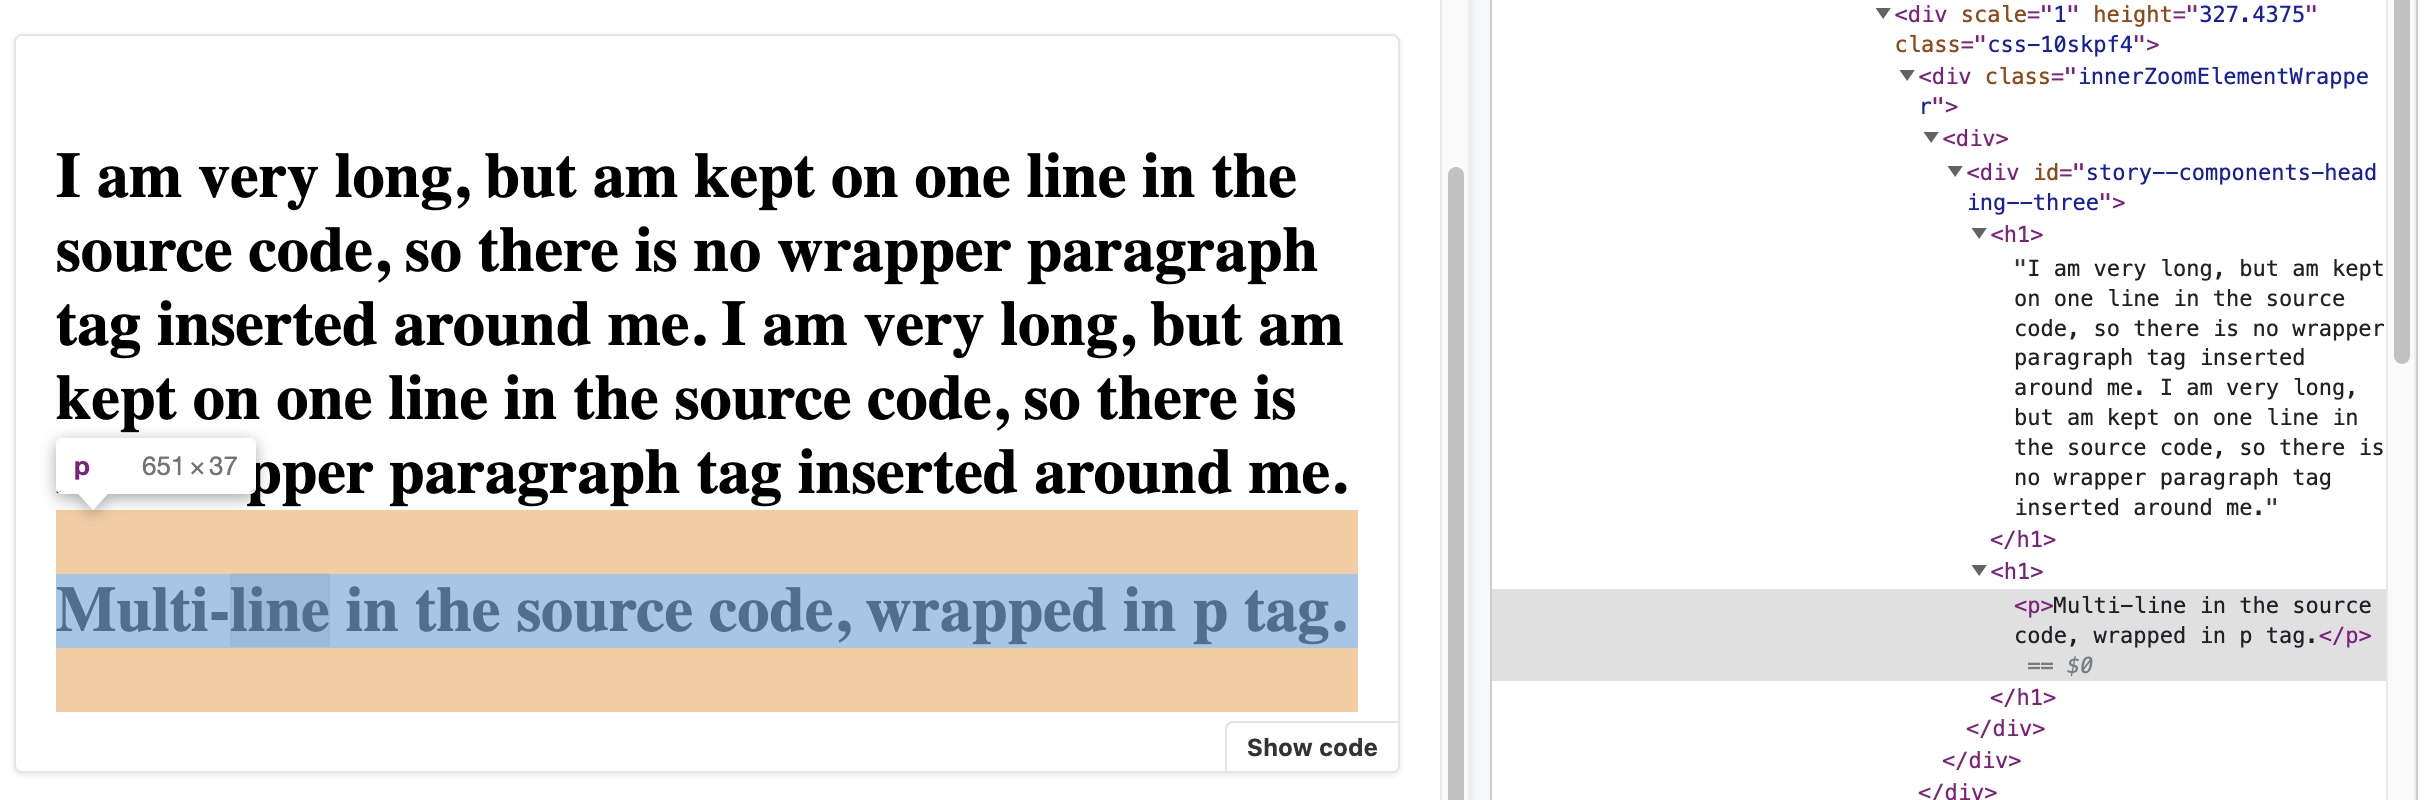 I am very long, but am kept on one line in the
source code, so there is no wrapper paragraph
tag inserted around me. I am very long, but am
kept on one line in the source code, so there is
p 651×37
pper paragraph tag inserted around me.
Multi-line in the source code, wrapped in p tag.
Show code
<div scale="1" height="327.4375"
class="css-10skpf4">
<div class="innerZoomElementWrappe
r">
<div>
<div id="story--components-head
ing--three">
<h1>
"I am very long, but am kept
on one line in the source
code, so there is no wrapper
paragraph tag inserted
around me. I am very long,
but am kept on one line in
the source code, so there is
no wrapper paragraph tag
inserted around me."
</h1>
<h1>
<p>Multi-line in the source
code, wrapped in p tag.</p>
== $0
</h1>
</div>
</div>
</div>